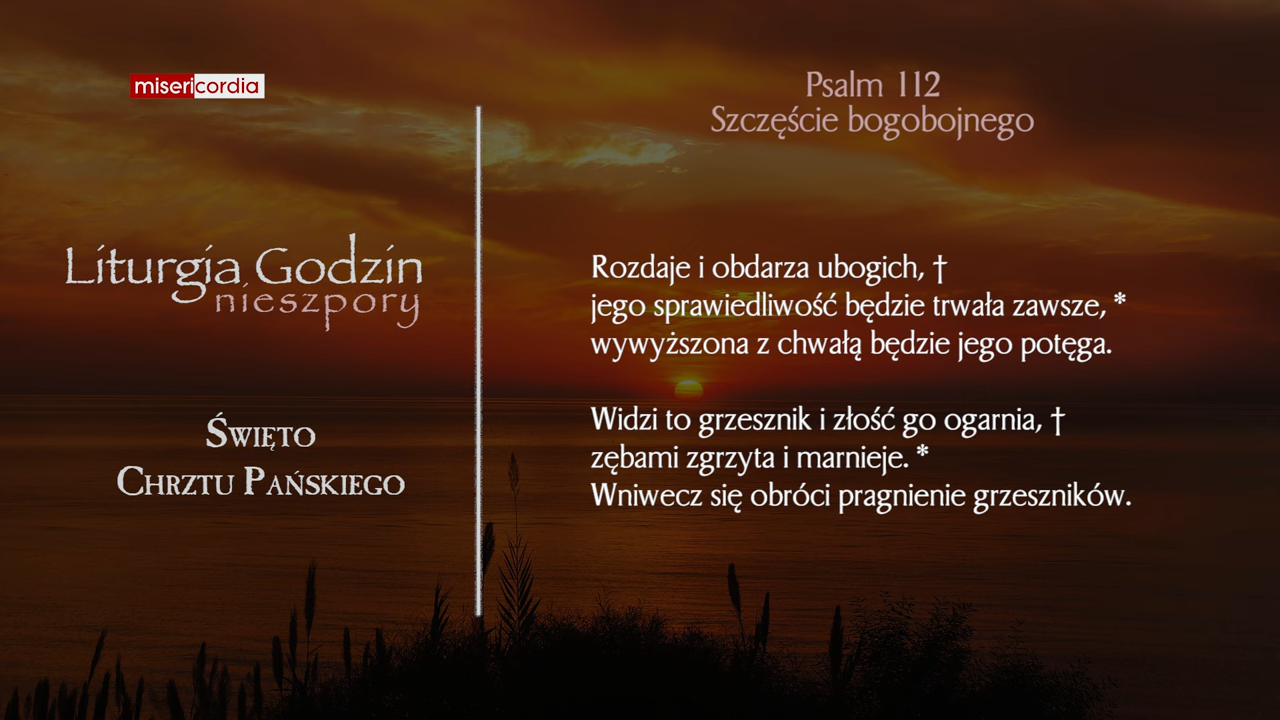 misericordia
Liturgia Godzin
nieszpory
Święto
Chrztu Pańskiego
Psalm 112
Szczęście bogobojnego
Rozdaje i obdarza ubogich, †
jego sprawiedliwość będzie trwała zawsze, *
wywyższona z chwałą będzie jego potęga.
Widzi to grzesznik i złość go ogarnia, †
zębami zgrzyta i marnieje. *
Wniwecz się obróci pragnienie grzeszników.